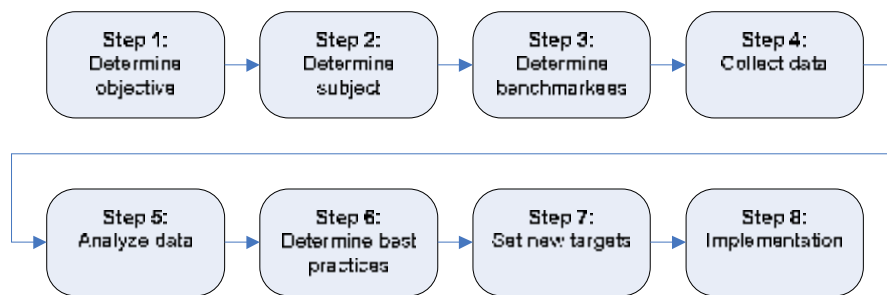 Step 1:
Determine
objective
Step 2:
Determine
subject
Step 3:
Determine
benchmarkees
Step 4:
Collect data
Step 5:
Analyze data
Step 6:
Determine best
practices
Step 7:
Set new targets
Step 8:
Implementation